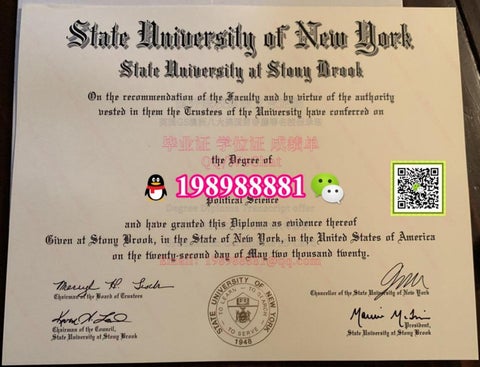 State University of New York
State University at Stony Brook
On the recommendation of the Faculty and by virtue of the authority
vested in them the Trustees of the University have conferred on
毕业证 学位证 成绩单
the Degree of
198988881
Political Science
and have granted this Diploma as evidence thereof
Given at Stony Brook, in the State of New York, in the United States of America
on the twenty-second day of May two thousand twenty.
Chairman of the Board of Trustees
Chancellor of the State University of New York
Chairman of the Council,
State University at Stony Brook
President,
State University at Stony Brook
STATE UNIVERSITY OF NEW YORK
TO LEARN TO SEARCH
TO SERVE
1948